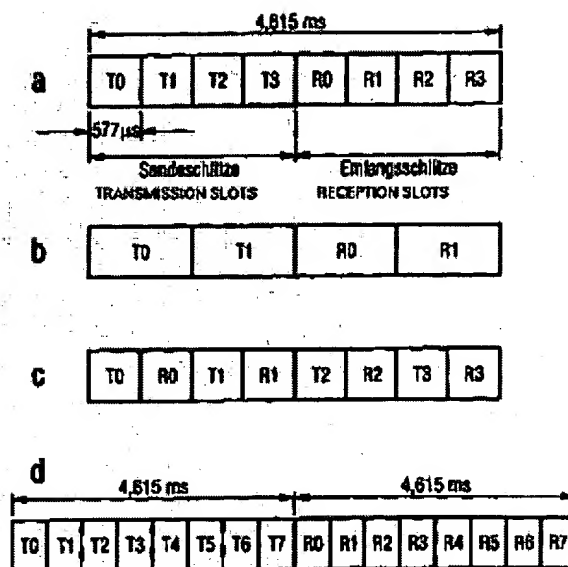 4,615 ms
a
T0 T1 T2 T3 R0 R1 R2 R3
577µs
Sendeschlitze Emfangsschlitze
TRANSMISSION SLOTS RECEPTION SLOTS
b
T0 T1 R0 R1
c
T0 R0 T1 R1 T2 R2 T3 R3
d
4,615 ms 4,615 ms
T0 T1 T2 T3 T4 T5 T6 T7 R0 R1 R2 R3 R4 R5 R6 R7